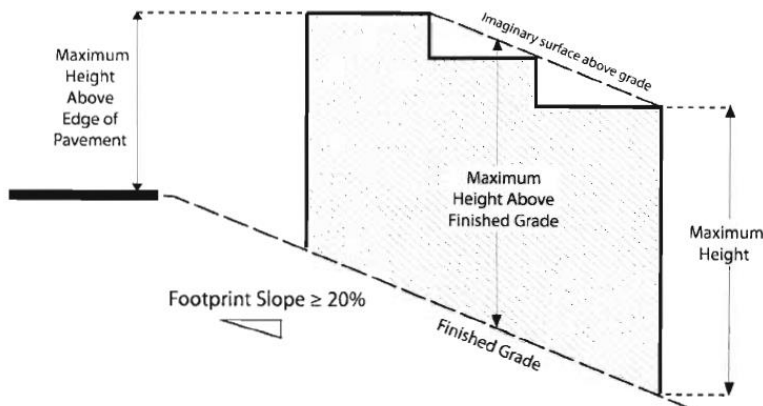 Imaginary surface above grade
Maximum
Height
Above
Edge of
Pavement
Maximum
Height Above
Finished Grade
Maximum
Height
Footprint Slope ≥ 20%
Finished Grade